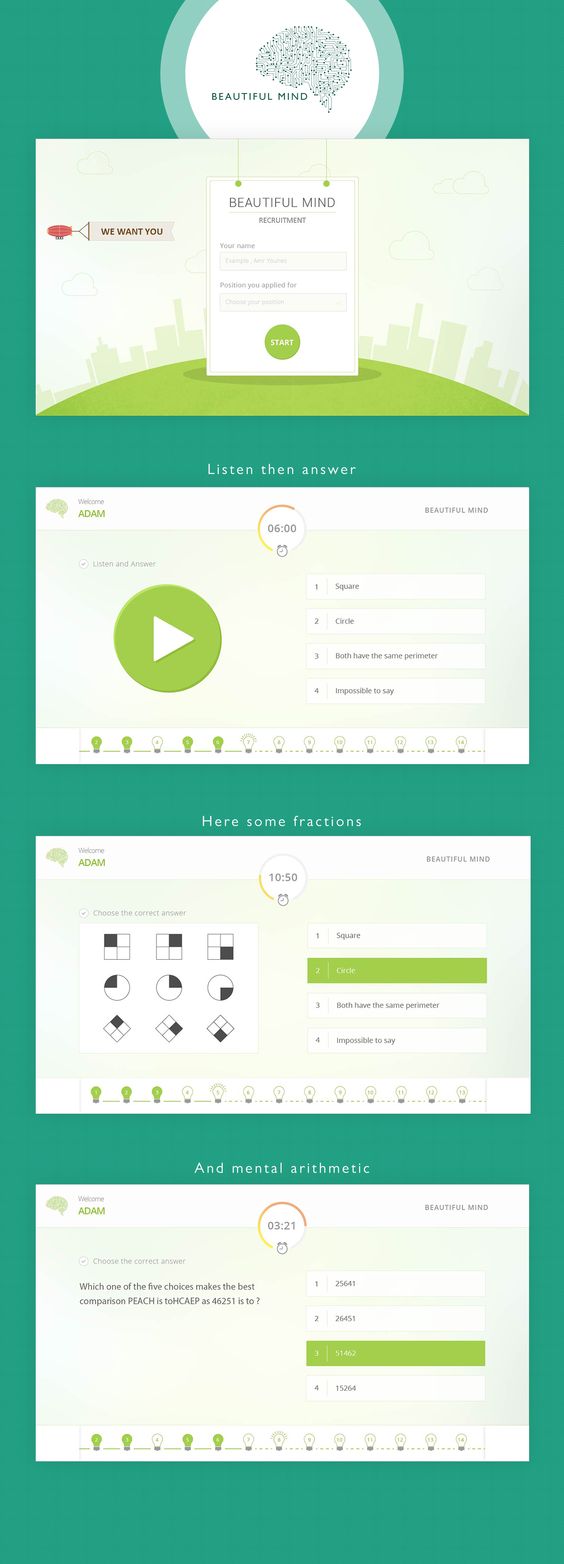 BEAUTIFUL MIND
WE WANT YOU
BEAUTIFUL MIND
RECRUITMENT
Your name
Example , Amr Younes
Position you applied for
Choose your position
START
Listen then answer
Welcome
ADAM
06:00
BEAUTIFUL MIND
Listen and Answer
1 Square
2 Circle
3 Both have the same perimeter
4 Impossible to say
2 3 4 5 6 7 8 9 10 11 12 13 14
Here some fractions
Welcome
ADAM
10:50
BEAUTIFUL MIND
Choose the correct answer
1 Square
2 Circle
3 Both have the same perimeter
4 Impossible to say
1 2 3 4 5 6 7 8 9 10 11 12 13
And mental arithmetic
Welcome
ADAM
03:21
BEAUTIFUL MIND
Choose the correct answer
Which one of the five choices makes the best
comparison PEACH is toHCAEP as 46251 is to ?
1 25641
2 26451
3 51462
4 15264
2 3 4 5 6 7 8 9 10 11 12 13 14